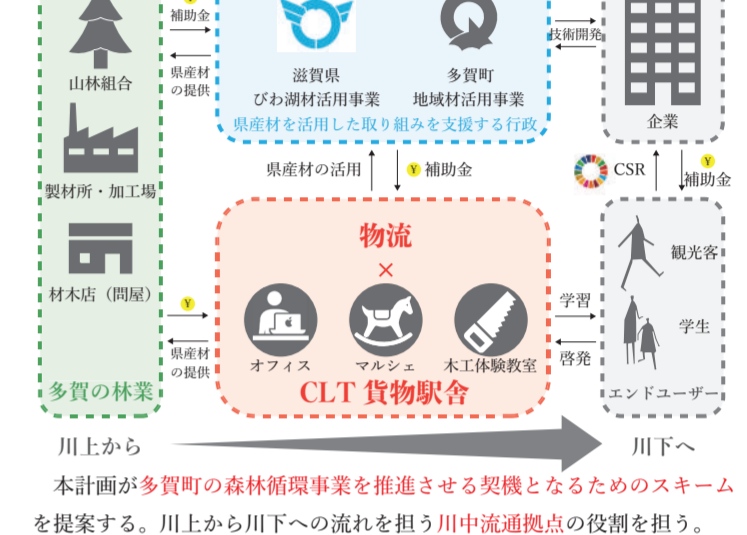 ¥
補助金
県産材
の提供
山林組合
製材所・加工場
材木店（問屋）
多賀の林業
滋賀県
びわ湖材活用事業
多賀町
地域材活用事業
県産材を活用した取り組みを支援する行政
技術開発
企業
県産材の活用
¥ 補助金
CSR
¥
補助金
物流
×
オフィス
マルシェ
木工体験教室
CLT 貨物駅舎
¥
県産材
の提供
学習
啓発
観光客
学生
エンドユーザー
川上から
川下へ
本計画が多賀町の森林循環事業を推進させる契機となるためのスキーム
を提案する。川上から川下への流れを担う川中流通拠点の役割を担う。